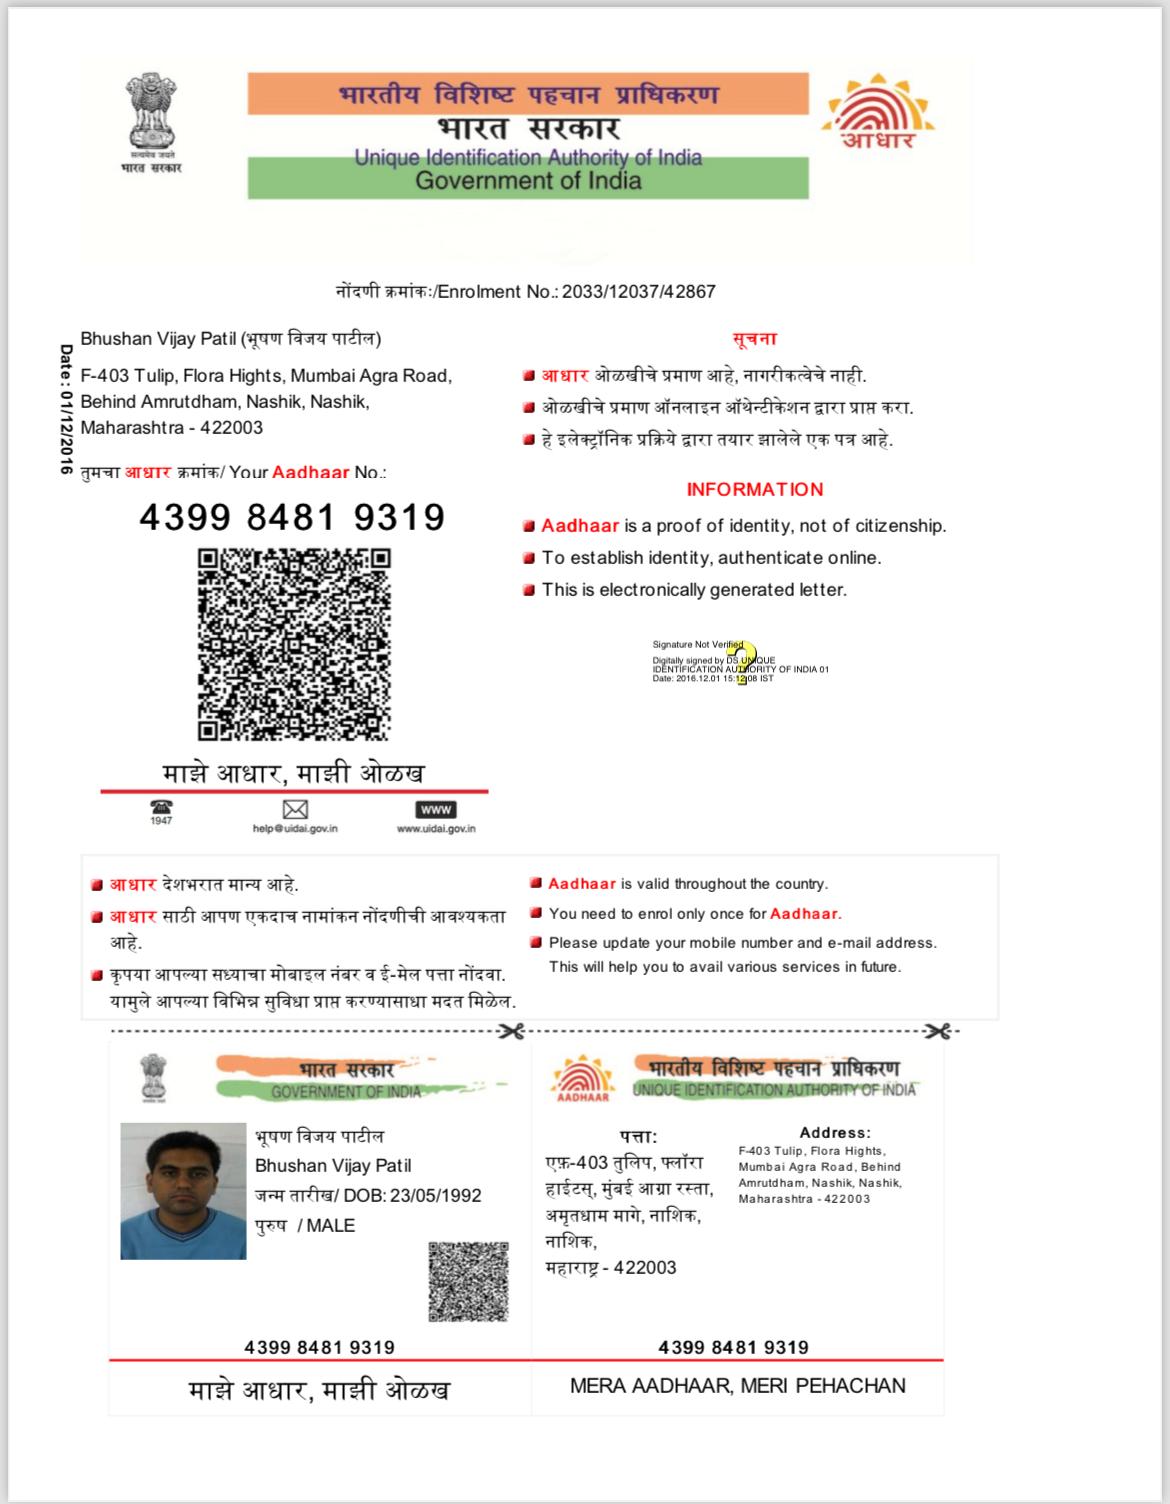 भारतीय विशिष्ट पहचान प्राधिकरण
भारत सरकार
Unique Identification Authority of India
Government of India
सत्यमेव जयते
भारत सरकार
आधार
नोंदणी क्रमांक:/Enrolment No.: 2033/12037/42867
Date : 01/12/2016
Bhushan Vijay Patil (भूषण विजय पाटील)
F-403 Tulip, Flora Hights, Mumbai Agra Road,
Behind Amrutdham, Nashik, Nashik,
Maharashtra - 422003
तुमचा आधार क्रमांक/ Your Aadhaar No.:
4399 8481 9319
माझे आधार, माझी ओळख
1947
help@uidai.gov.in
www
www.uidai.gov.in
सूचना
आधार ओळखीचे प्रमाण आहे, नागरीकत्वेचे नाही.
ओळखीचे प्रमाण ऑनलाइन ऑथेन्टीकेशन द्वारा प्राप्त करा.
हे इलेक्ट्रॉनिक प्रक्रिये द्वारा तयार झालेले एक पत्र आहे.
INFORMATION
Aadhaar is a proof of identity, not of citizenship.
To establish identity, authenticate online.
This is electronically generated letter.
Signature Not Verified
Digitally signed by DS UNIQUE
IDENTIFICATION AUTHORITY OF INDIA 01
Date: 2016.12.01 15:12:08 IST
आधार देशभरात मान्य आहे.
आधार साठी आपण एकदाच नामांकन नोंदणीची आवश्यकता
आहे.
कृपया आपल्या सध्याचा मोबाइल नंबर व ई-मेल पत्ता नोंदवा.
यामुले आपल्या विभिन्न सुविधा प्राप्त करण्यासाधा मदत मिळेल.
Aadhaar is valid throughout the country.
You need to enrol only once for Aadhaar.
Please update your mobile number and e-mail address.
This will help you to avail various services in future.
भारत सरकार
GOVERNMENT OF INDIA
भूषण विजय पाटील
Bhushan Vijay Patil
जन्म तारीख/ DOB: 23/05/1992
पुरुष / MALE
4399 8481 9319
माझे आधार, माझी ओळख
AADHAAR
भारतीय विशिष्ट पहचान प्राधिकरण
UNIQUE IDENTIFICATION AUTHORITY OF INDIA
पत्ता:
एफ़-403 तुलिप, फ्लॉरा
हाईटस्, मुंबई आग्रा रस्ता,
अमृतधाम मागे, नाशिक,
नाशिक,
महाराष्ट्र - 422003
Address:
F-403 Tulip, Flora Hights,
Mumbai Agra Road, Behind
Amrutdham, Nashik, Nashik,
Maharashtra - 422003
4399 8481 9319
MERA AADHAAR, MERI PEHACHAN